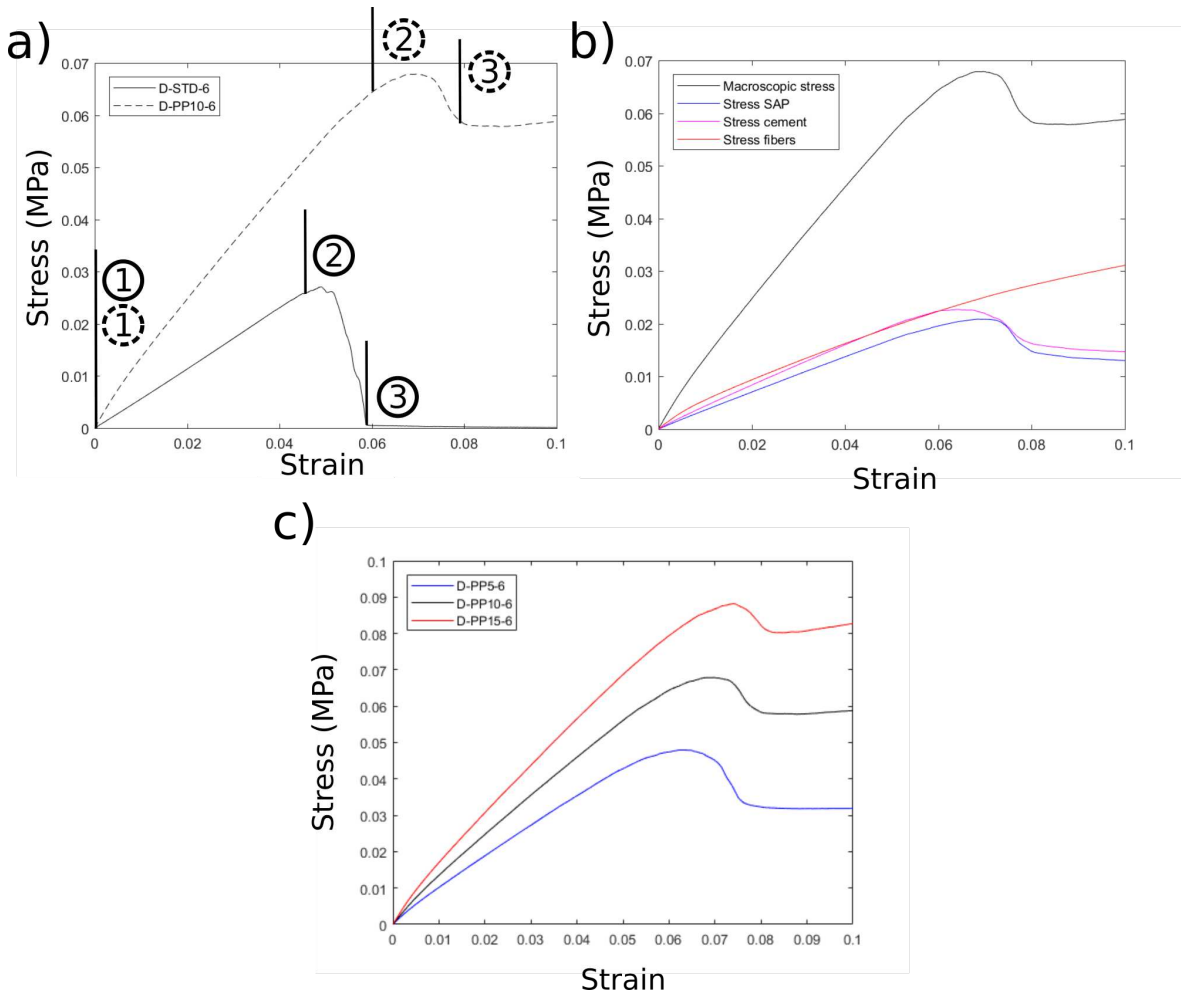 a)
0.07
0.06
0.05
0.04
0.03
0.02
0.01
0
D-STD-6
D-PP10-6
2
3
1
1
2
3
Stress (MPa)
0 0.02 0.04 0.06 0.08 0.1
Strain
b)
0.07
0.06
0.05
0.04
0.03
0.02
0.01
0
Macroscopic stress
Stress SAP
Stress cement
Stress fibers
Stress (MPa)
0 0.02 0.04 0.06 0.08 0.1
Strain
c)
0.1
0.09
0.08
0.07
0.06
0.05
0.04
0.03
0.02
0.01
0
D-PP5-6
D-PP10-6
D-PP15-6
Stress (MPa)
0 0.01 0.02 0.03 0.04 0.05 0.06 0.07 0.08 0.09 0.1
Strain